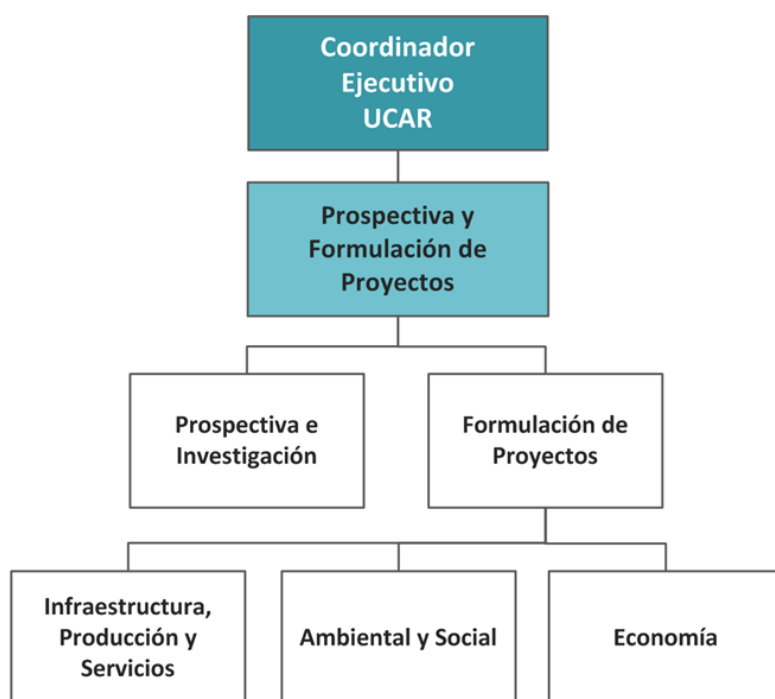 Coordinador
Ejecutivo
UCAR
Prospectiva y
Formulación de
Proyectos
Prospectiva e
Investigación
Formulación de
Proyectos
Infraestructura,
Producción y
Servicios
Ambiental y Social
Economía